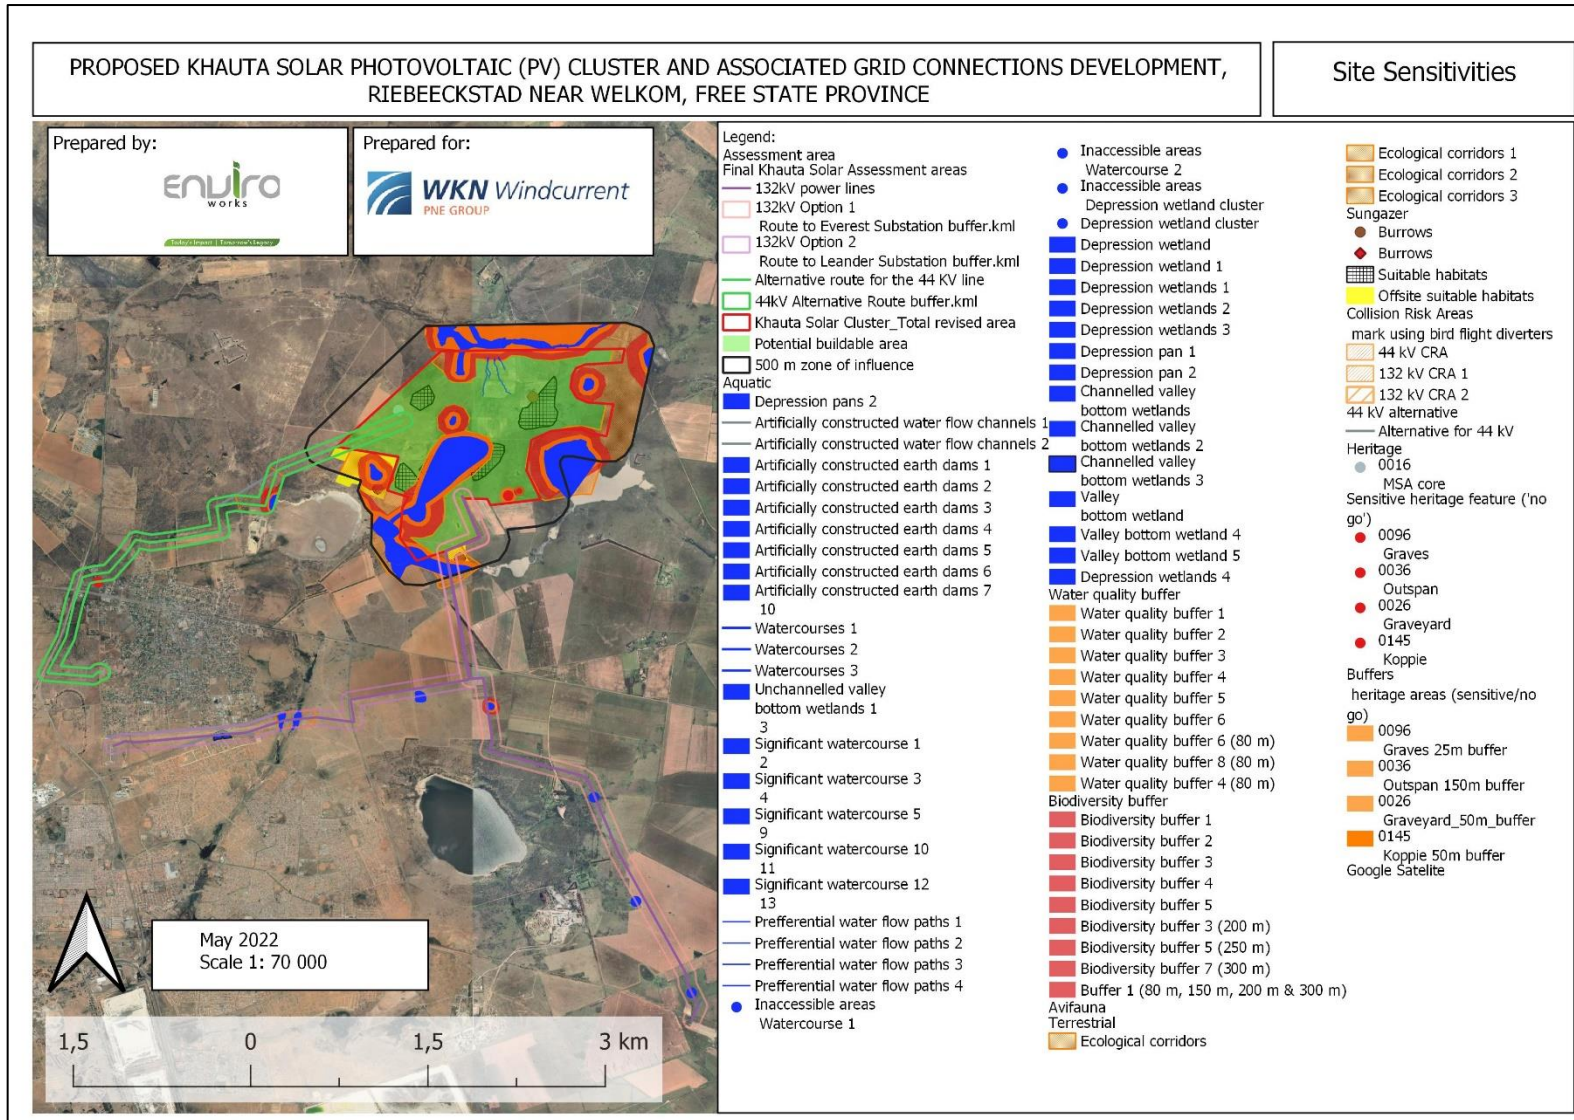 PROPOSED KHAUTA SOLAR PHOTOVOLTAIC (PV) CLUSTER AND ASSOCIATED GRID CONNECTIONS DEVELOPMENT,
RIEBEECKSTAD NEAR WELKOM, FREE STATE PROVINCE
Site Sensitivities
Prepared by:
enviro
works
Today's Impact | Tomorrow's Legacy
Prepared for:
WKN Windcurrent
PNE GROUP
Legend:
Assessment area
Final Khauta Solar Assessment areas
132kV power lines
132kV Option 1
Route to Everest Substation buffer.kml
132kV Option 2
Route to Leander Substation buffer.kml
Alternative route for the 44 KV line
44kV Alternative Route buffer.kml
Khauta Solar Cluster_Total revised area
Potential buildable area
500 m zone of influence
Aquatic
Depression pans 2
Artificially constructed water flow channels 1
Artificially constructed water flow channels 2
Artificially constructed earth dams 1
Artificially constructed earth dams 2
Artificially constructed earth dams 3
Artificially constructed earth dams 4
Artificially constructed earth dams 5
Artificially constructed earth dams 6
Artificially constructed earth dams 7
10
Watercourses 1
Watercourses 2
Watercourses 3
Unchannelled valley
bottom wetlands 1
3
Significant watercourse 1
2
Significant watercourse 3
4
Significant watercourse 5
9
Significant watercourse 10
11
Significant watercourse 12
13
Prefferential water flow paths 1
Prefferential water flow paths 2
Prefferential water flow paths 3
Prefferential water flow paths 4
Inaccessible areas
Watercourse 1
Inaccessible areas
Watercourse 2
Inaccessible areas
Depression wetland cluster
Depression wetland cluster
Depression wetland
Depression wetland 1
Depression wetlands 1
Depression wetlands 2
Depression wetlands 3
Depression pan 1
Depression pan 2
Channelled valley
bottom wetlands
Channelled valley
bottom wetlands 2
Channelled valley
bottom wetlands 3
Valley
bottom wetland
Valley bottom wetland 4
Valley bottom wetland 5
Depression wetlands 4
Water quality buffer
Water quality buffer 1
Water quality buffer 2
Water quality buffer 3
Water quality buffer 4
Water quality buffer 5
Water quality buffer 6
Water quality buffer 6 (80 m)
Water quality buffer 8 (80 m)
Water quality buffer 4 (80 m)
Biodiversity buffer
Biodiversity buffer 1
Biodiversity buffer 2
Biodiversity buffer 3
Biodiversity buffer 4
Biodiversity buffer 5
Biodiversity buffer 3 (200 m)
Biodiversity buffer 5 (250 m)
Biodiversity buffer 7 (300 m)
Buffer 1 (80 m, 150 m, 200 m & 300 m)
Avifauna
Terrestrial
Ecological corridors
Ecological corridors 1
Ecological corridors 2
Ecological corridors 3
Sungazer
Burrows
Burrows
Suitable habitats
Offsite suitable habitats
Collision Risk Areas
mark using bird flight diverters
44 kV CRA
132 kV CRA 1
132 kV CRA 2
44 kV alternative
Alternative for 44 kV
Heritage
0016
MSA core
Sensitive heritage feature ('no
go')
0096
Graves
0036
Outspan
0026
Graveyard
0145
Koppie
Buffers
heritage areas (sensitive/no
go)
0096
Graves 25m buffer
0036
Outspan 150m buffer
0026
Graveyard_50m_buffer
0145
Koppie 50m buffer
Google Satelite
May 2022
Scale 1: 70 000
1,5 0 1,5 3 km